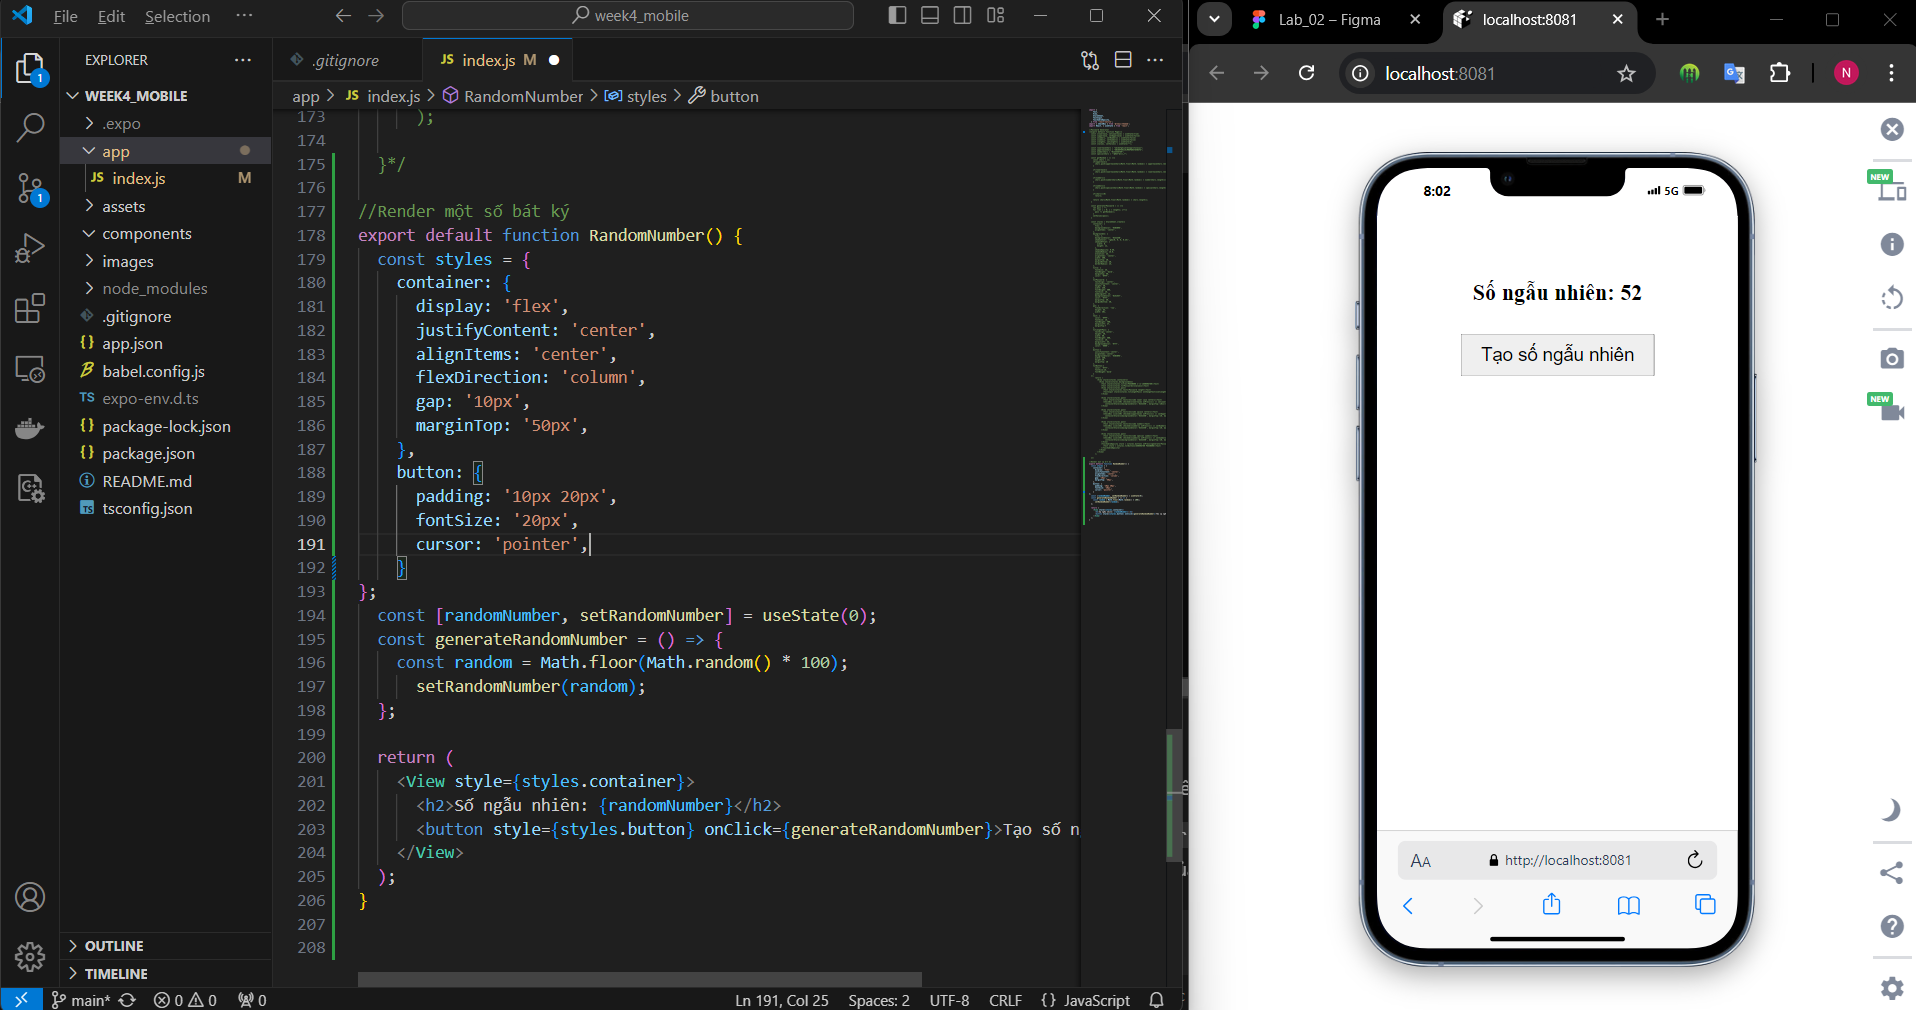 File Edit Selection ···
week4_mobile
EXPLORER
WEEK4_MOBILE
.expo
app
JS index.js M
assets
components
images
node_modules
.gitignore
{} app.json
babel.config.js
TS expo-env.d.ts
{} package-lock.json
{} package.json
README.md
TS tsconfig.json
OUTLINE
TIMELINE
1
1
.gitignore
JS index.js M
app > JS index.js > RandomNumber > styles > button
173 );
174
175 }*/
176
177 //Render một số bát ký
178 export default function RandomNumber() {
179 const styles = {
180 container: {
181 display: 'flex',
182 justifyContent: 'center',
183 alignItems: 'center',
184 flexDirection: 'column',
185 gap: '10px',
186 marginTop: '50px',
187 },
188 button: {
189 padding: '10px 20px',
190 fontSize: '20px',
191 cursor: 'pointer',
192 }
193 };
194 const [randomNumber, setRandomNumber] = useState(0);
195 const generateRandomNumber = () => {
196 const random = Math.floor(Math.random() * 100);
197 setRandomNumber(random);
198 };
199
200 return (
201 <View style={styles.container}>
202 <h2>Số ngẫu nhiên: {randomNumber}</h2>
203 <button style={styles.button} onClick={generateRandomNumber}>Tạo số n
204 </View>
205 );
206 }
207
208
main* 0 0 0
Ln 191, Col 25 Spaces: 2 UTF-8 CRLF {} JavaScript
Lab_02 – Figma
localhost:8081
localhost:8081
N
8:02
5G
Số ngẫu nhiên: 52
Tạo số ngẫu nhiên
AA http://localhost:8081
NEW
NEW